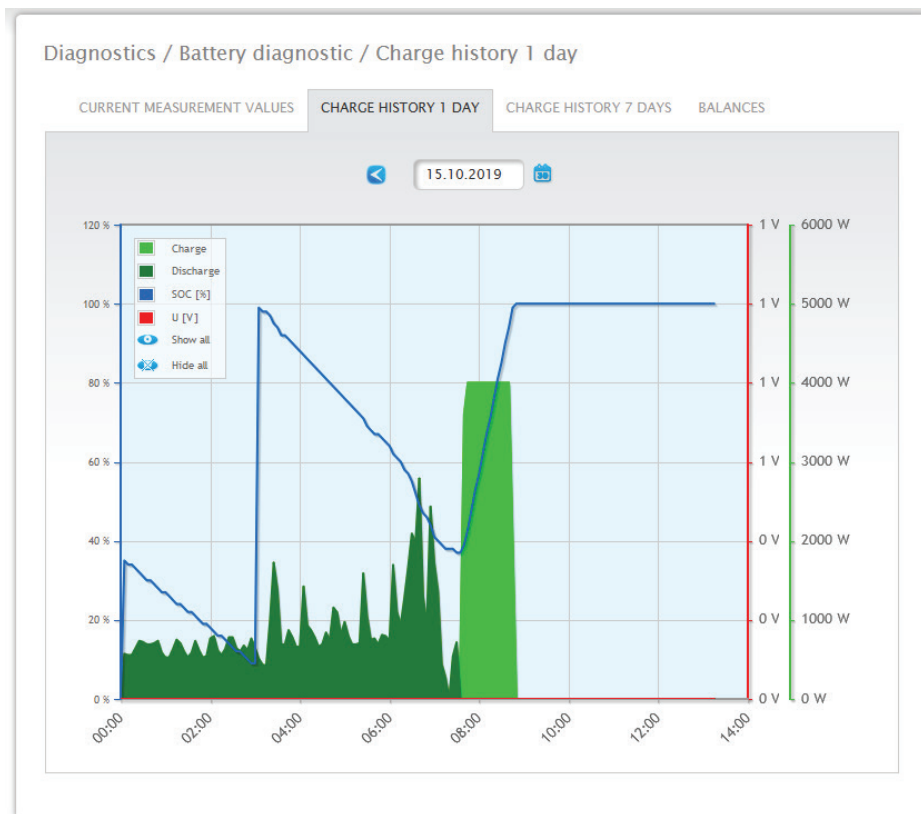 Diagnostics / Battery diagnostic / Charge history 1 day
CURRENT MEASUREMENT VALUES CHARGE HISTORY 1 DAY CHARGE HISTORY 7 DAYS BALANCES
15.10.2019 30
120 % 1 V 6000 W
Charge
Discharge
SOC [%]
100 % 1 V 5000 W
U [V]
Show all
Hide all
80 % 1 V 4000 W
60 % 1 V 3000 W
40 % 0 V 2000 W
20 % 0 V 1000 W
0 % 0 V 0 W
00:00 02:00 04:00 06:00 08:00 10:00 12:00 14:00